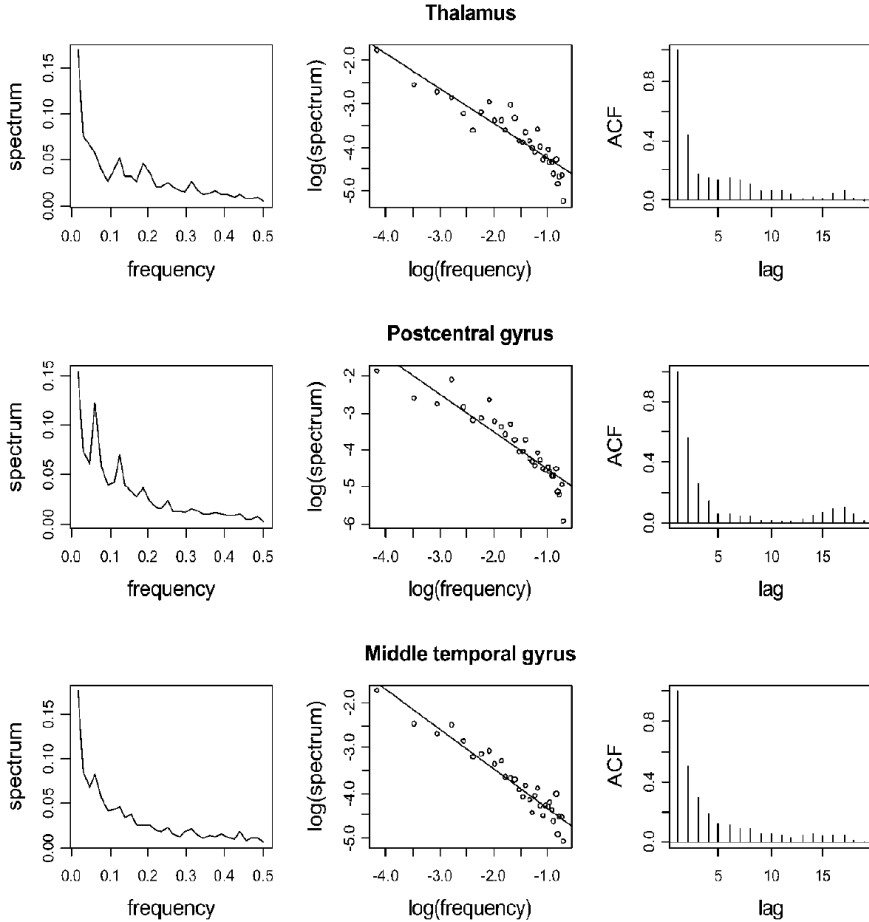 Thalamus
spectrum
0.00 0.05 0.10 0.15
0.0 0.1 0.2 0.3 0.4 0.5
frequency
log(spectrum)
-5.0 -4.0 -3.0 -2.0
-4.0 -3.0 -2.0 -1.0
log(frequency)
ACF
0.0 0.4 0.8
5 10 15
lag
Postcentral gyrus
spectrum
0.00 0.05 0.10 0.15
0.0 0.1 0.2 0.3 0.4 0.5
frequency
log(spectrum)
-6 -5 -4 -3 -2
-4.0 -3.0 -2.0 -1.0
log(frequency)
ACF
0.0 0.4 0.8
5 10 15
lag
Middle temporal gyrus
spectrum
0.00 0.05 0.10 0.15
0.0 0.1 0.2 0.3 0.4 0.5
frequency
log(spectrum)
-5.0 -4.0 -3.0 -2.0
-4.0 -3.0 -2.0 -1.0
log(frequency)
ACF
0.0 0.4 0.8
5 10 15
lag